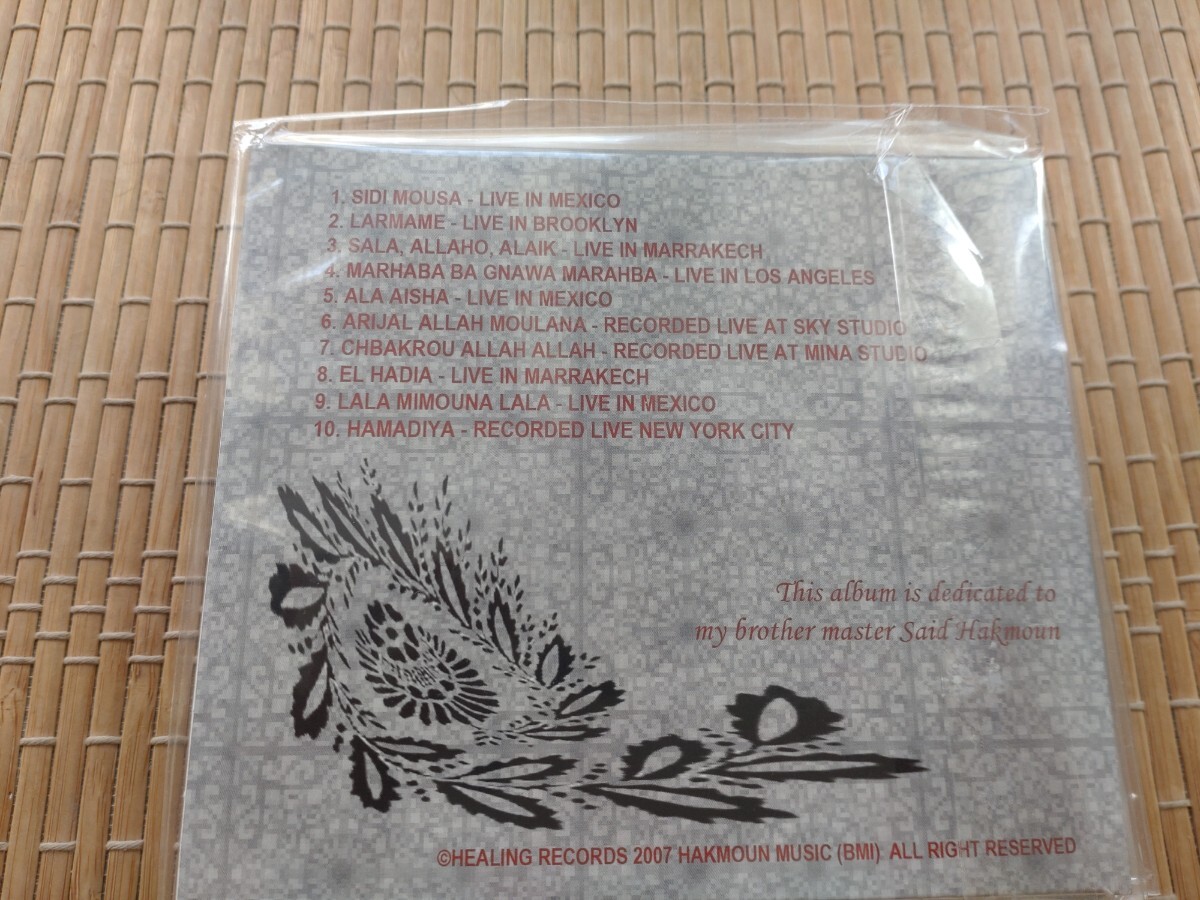 1. SIDI MOUSA - LIVE IN MEXICO
2. LARMAME - LIVE IN BROOKLYN
3. SALA, ALLAHO, ALAIK - LIVE IN MARRAKECH
4. MARHABA BA GNAWA MARAHBA - LIVE IN LOS ANGELES
5. ALA AISHA - LIVE IN MEXICO
6. ARIJAL ALLAH MOULANA - RECORDED LIVE AT SKY STUDIO
7. CHBAKROU ALLAH ALLAH - RECORDED LIVE AT MINA STUDIO
8. EL HADIA - LIVE IN MARRAKECH
9. LALA MIMOUNA LALA - LIVE IN MEXICO
10. HAMADIYA - RECORDED LIVE NEW YORK CITY
This album is dedicated to
my brother master Said Hakmoun
©HEALING RECORDS 2007 HAKMOUN MUSIC (BMI) ALL RIGHT RESERVED